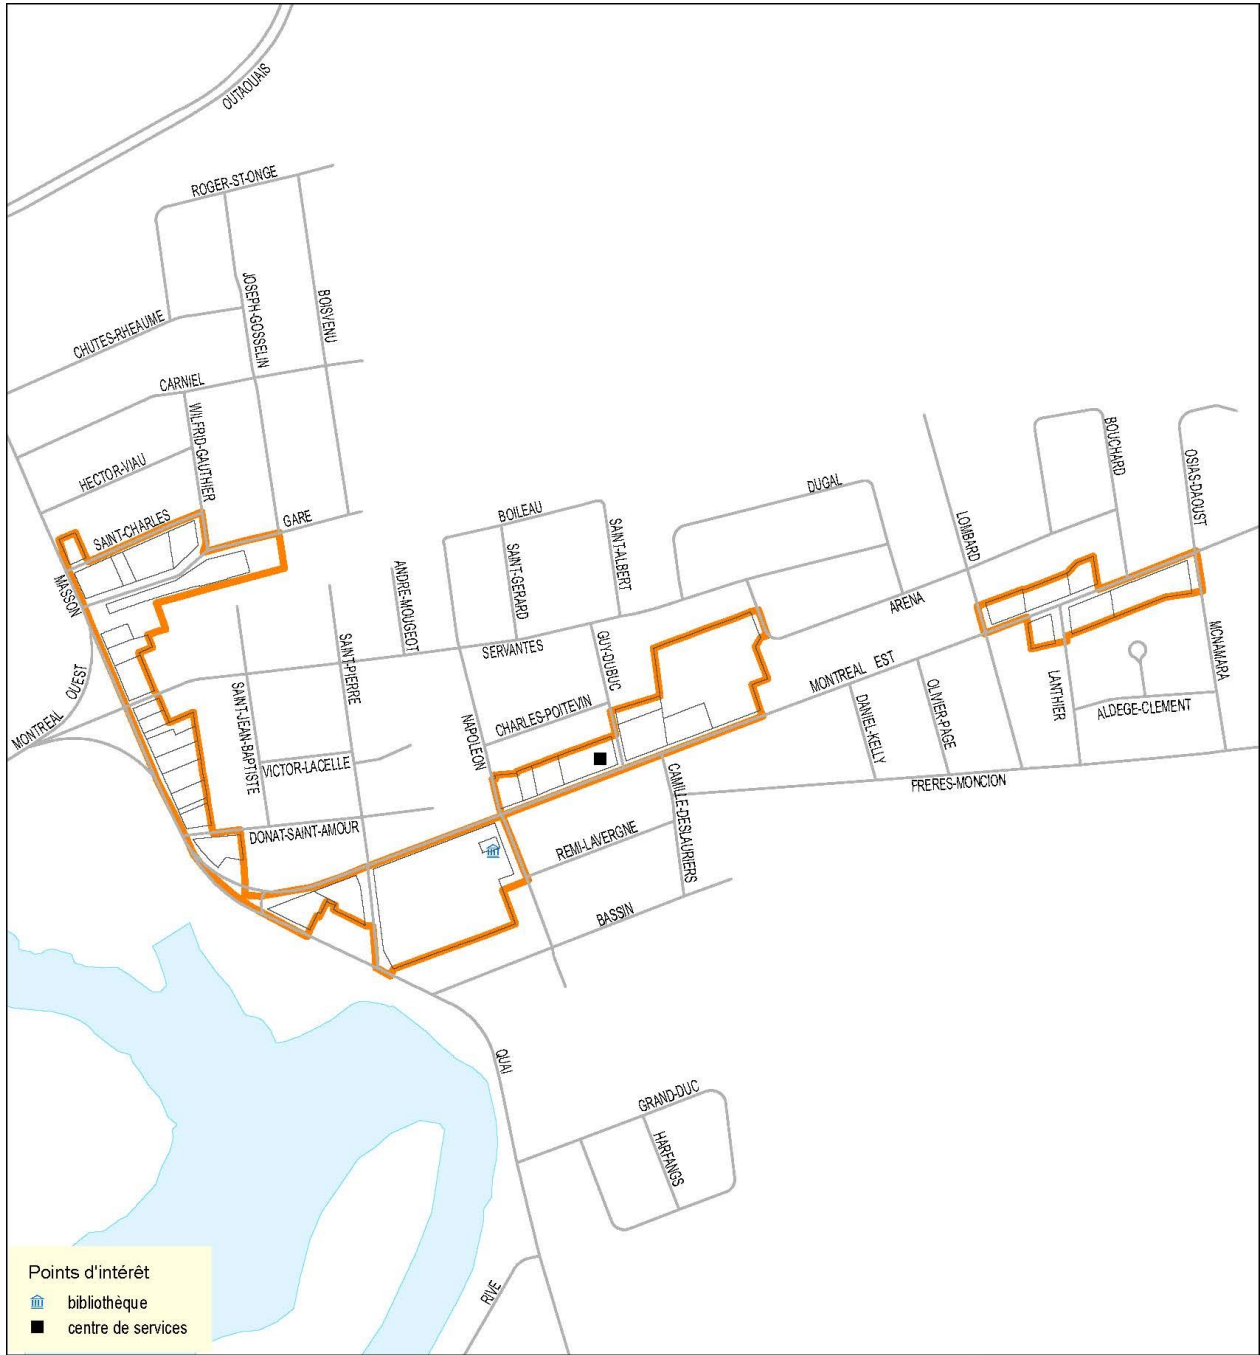 OUTAOUAIS
ROGER-ST-ONGE
JOSEPH-GOSSELIN
BOISVENU
CHUTES-RHEAUME
CARNIEL
WILFRID-GAUTHIER
HECTOR-VIAU
SAINT-CHARLES
GARE
MASSON
MONTREAL OUEST
BOILEAU
SAINT-GERARD
SAINT-ALBERT
DUGAL
LOMBARD
BOUCHARD
OSIAS-DAOUST
ANDRE-MOUGEOT
SAINT-PIERRE
SAINT-JEAN-BAPTISTE
SERVANTES
GUY-DUBUC
ARENA
MONTREAL EST
MCNAMARA
LANTHIER
ALDEGE-CLEMENT
OLIVIER-PAGE
DANIEL-KELLY
NAPOLEON
CHARLES-POITEVIN
VICTOR-LACELLE
DONAT-SAINT-AMOUR
CAMILLE-DESLAURIERS
FRERES-MONCION
REMI-LAVERGNE
BASSIN
QUAI
GRAND-DUC
HARFANGS
RIVE
Points d'intérêt
bibliothèque
centre de services